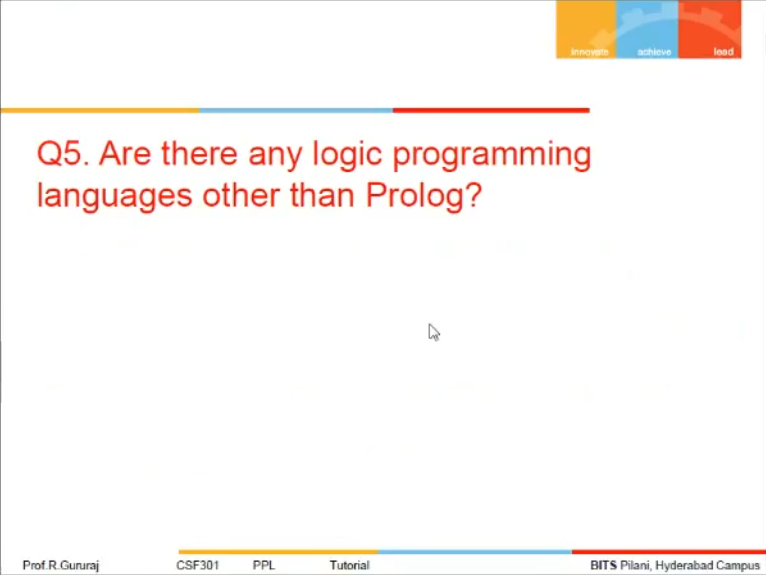 innovate achieve lead
Q5. Are there any logic programming
languages other than Prolog?
Prof.R.Gururaj CSF301 PPL Tutorial BITS Pilani, Hyderabad Campus